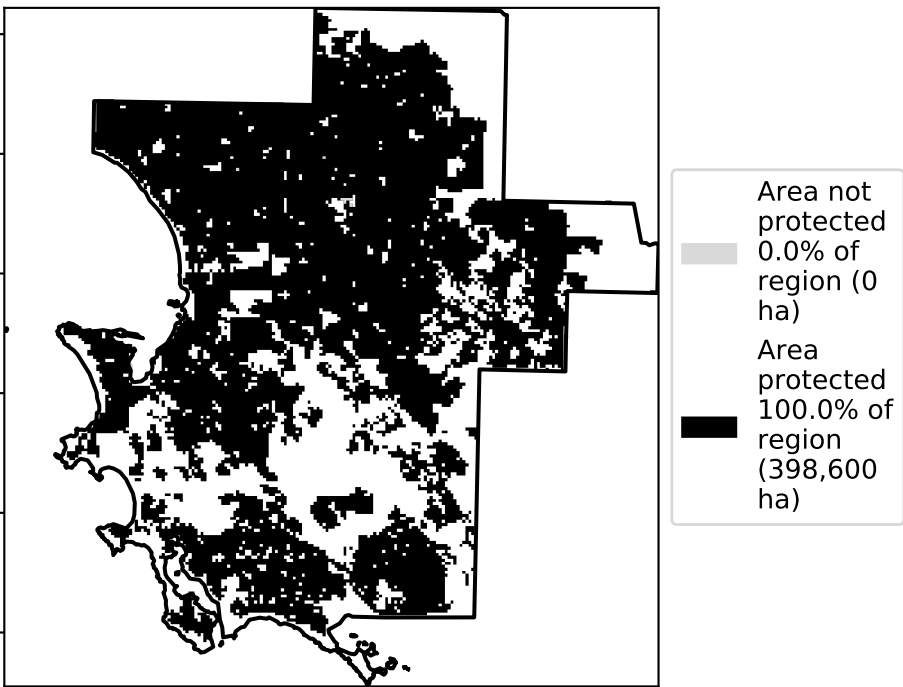 Area not
protected
0.0% of
region (0
ha)
Area
protected
100.0% of
region
(398,600
ha)